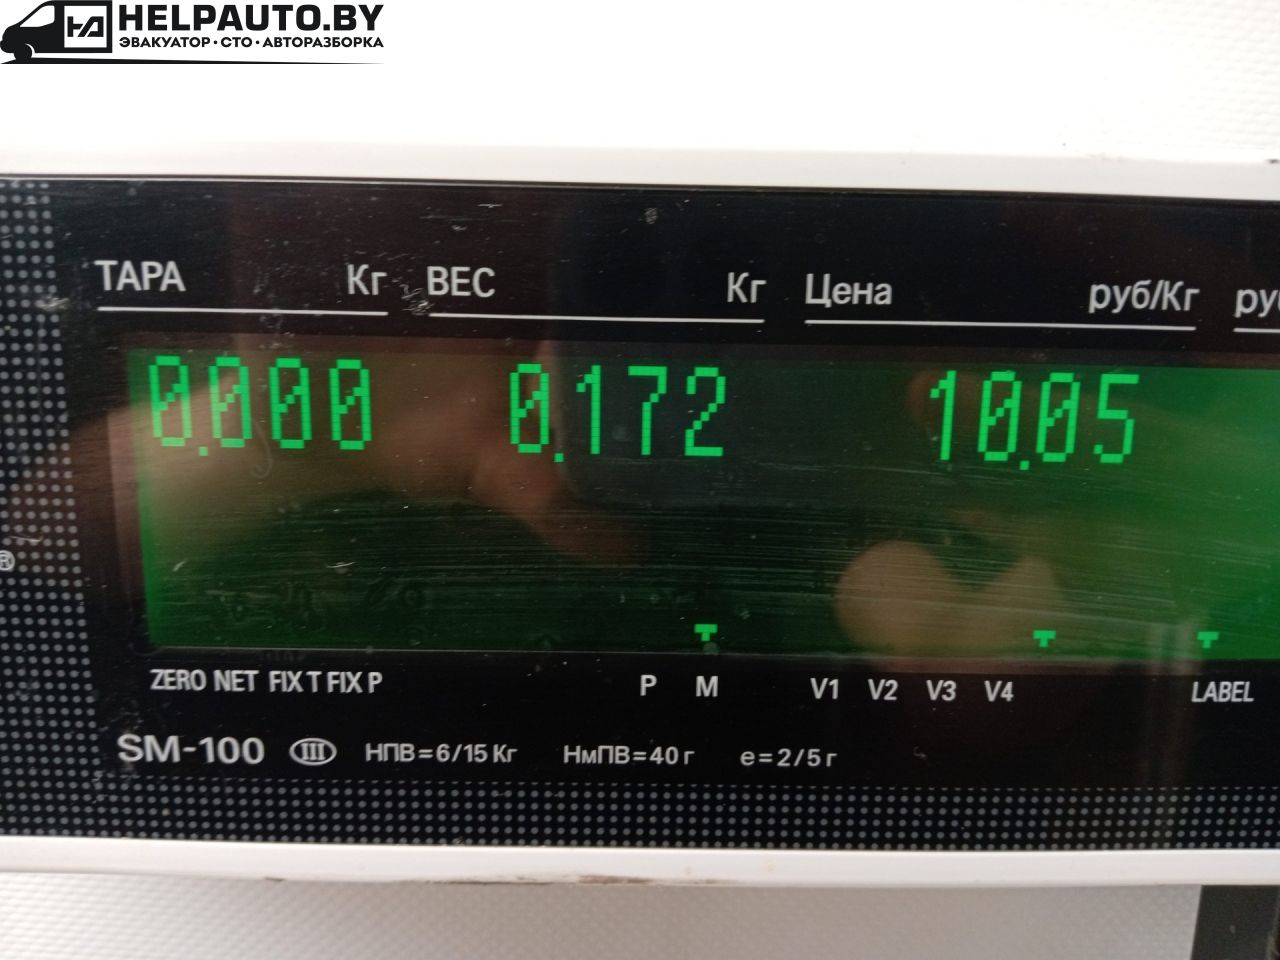 HELPAUTO.BY
ЭВАКУАТОР · СТО · АВТОРАЗБОРКА
ТАРА Кг ВЕС Кг Цена руб/Кг
0.000 0.172 10.05
®
ZERO NET FIX T FIX P P M V1 V2 V3 V4 LABEL
SM-100 III НПВ=6/15 Кг НмПВ=40 г e=2/5 г